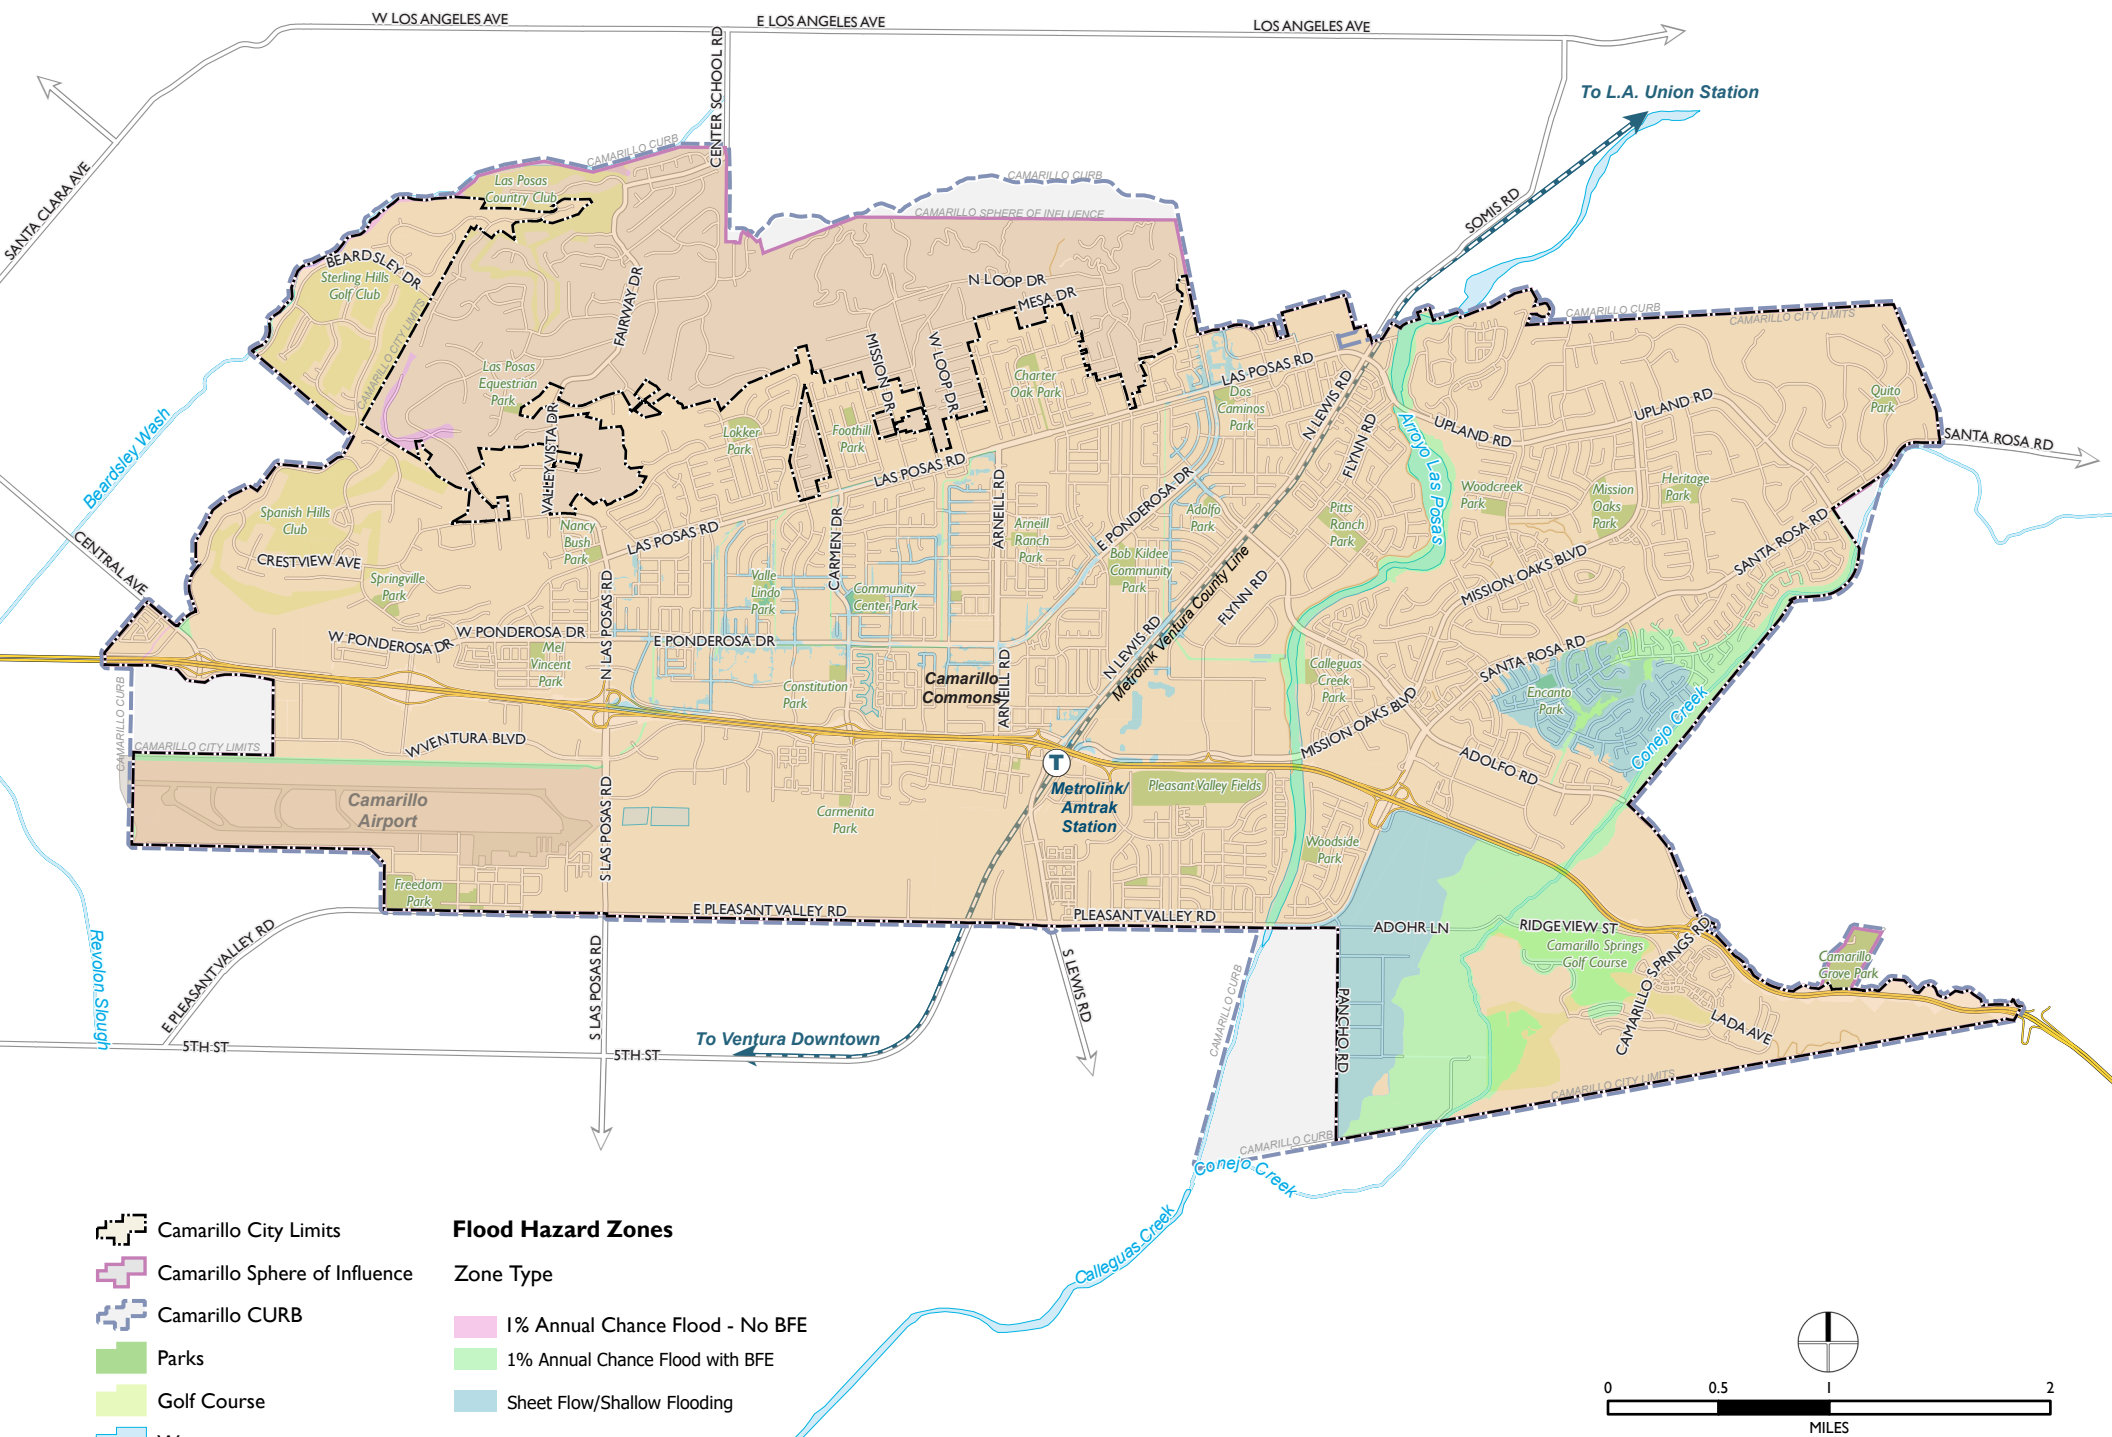 W LOS ANGELES AVE
E LOS ANGELES AVE
LOS ANGELES AVE
CENTER SCHOOL RD
To L.A. Union Station
SANTA CLARA AVE
CAMARILLO CURB
Las Posas
Country Club
CAMARILLO CURB
CAMARILLO SPHERE OF INFLUENCE
SOMIS RD
BEARDSLEY DR
Sterling Hills
Golf Club
FAIRWAY DR
N LOOP DR
MESA DR
CAMARILLO CITY LIMITS
CAMARILLO CURB
CAMARILLO CITY LIMITS
MISSION DR
W LOOP DR
Las Posas
Equestrian
Park
Charter
Oak Park
LAS POSAS RD
Dos
Caminos
Park
N LEWIS RD
FLYNN RD
Arroyo Las Posas
UPLAND RD
UPLAND RD
Quito
Park
SANTA ROSA RD
Beardsley Wash
VALLEY VISTA DR
Lokker
Park
Foothill
Park
LAS POSAS RD
Spanish Hills
Club
Nancy
Bush
Park
LAS POSAS RD
CARMEN DR
ARNEILL RD
Arneill
Ranch
Park
E PONDEROSA DR
Adolfo
Park
Pitts
Ranch
Park
Woodcreek
Park
Mission
Oaks
Park
Heritage
Park
CENTRAL AVE
CRESTVIEW AVE
Springville
Park
N LAS POSAS RD
Valle
Lindo
Park
Community
Center Park
Bob Kildee
Community
Park
Metrolink Ventura County Line
FLYNN RD
MISSION OAKS BLVD
SANTA ROSA RD
W PONDEROSA DR
W PONDEROSA DR
E PONDEROSA DR
Mel
Vincent
Park
Constitution
Park
Camarillo
Commons
ARNEILL RD
N LEWIS RD
Calleguas
Creek
Park
SANTA ROSA RD
Encanto
Park
Conejo Creek
CAMARILLO CURB
CAMARILLO CITY LIMITS
W VENTURA BLVD
MISSION OAKS BLVD
ADOLFO RD
T
Metrolink/
Amtrak
Station
Pleasant Valley Fields
Camarillo
Airport
S LAS POSAS RD
Carmenita
Park
Woodside
Park
Freedom
Park
E PLEASANT VALLEY RD
PLEASANT VALLEY RD
ADOHR LN
RIDGEVIEW ST
Camarillo Springs
Golf Course
CAMARILLO SPRINGS RD
Camarillo
Grove Park
LADA AVE
Revolon Slough
E PLEASANT VALLEY RD
S LAS POSAS RD
S LEWIS RD
CAMARILLO CURB
PANCHO RD
To Ventura Downtown
5TH ST
5TH ST
CAMARILLO CITY LIMITS
CAMARILLO CURB
Conejo Creek
Calleguas Creek
Camarillo City Limits
Camarillo Sphere of Influence
Camarillo CURB
Parks
Golf Course
Flood Hazard Zones
Zone Type
1% Annual Chance Flood - No BFE
1% Annual Chance Flood with BFE
Sheet Flow/Shallow Flooding
0 0.5 1 2
MILES